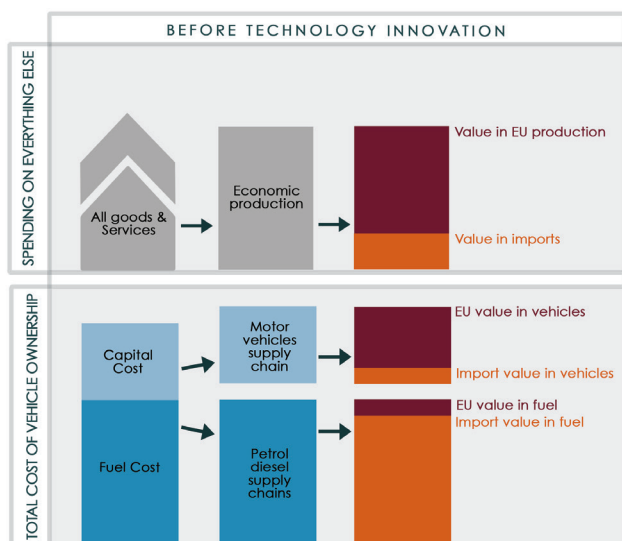 BEFORE TECHNOLOGY INNOVATION
SPENDING ON EVERYTHING ELSE
All goods &
Services
Economic
production
Value in EU production
Value in imports
TOTAL COST OF VEHICLE OWNERSHIP
Capital
Cost
Motor
vehicles
supply
chain
EU value in vehicles
Import value in vehicles
Fuel Cost
Petrol
diesel
supply
chains
EU value in fuel
Import value in fuel